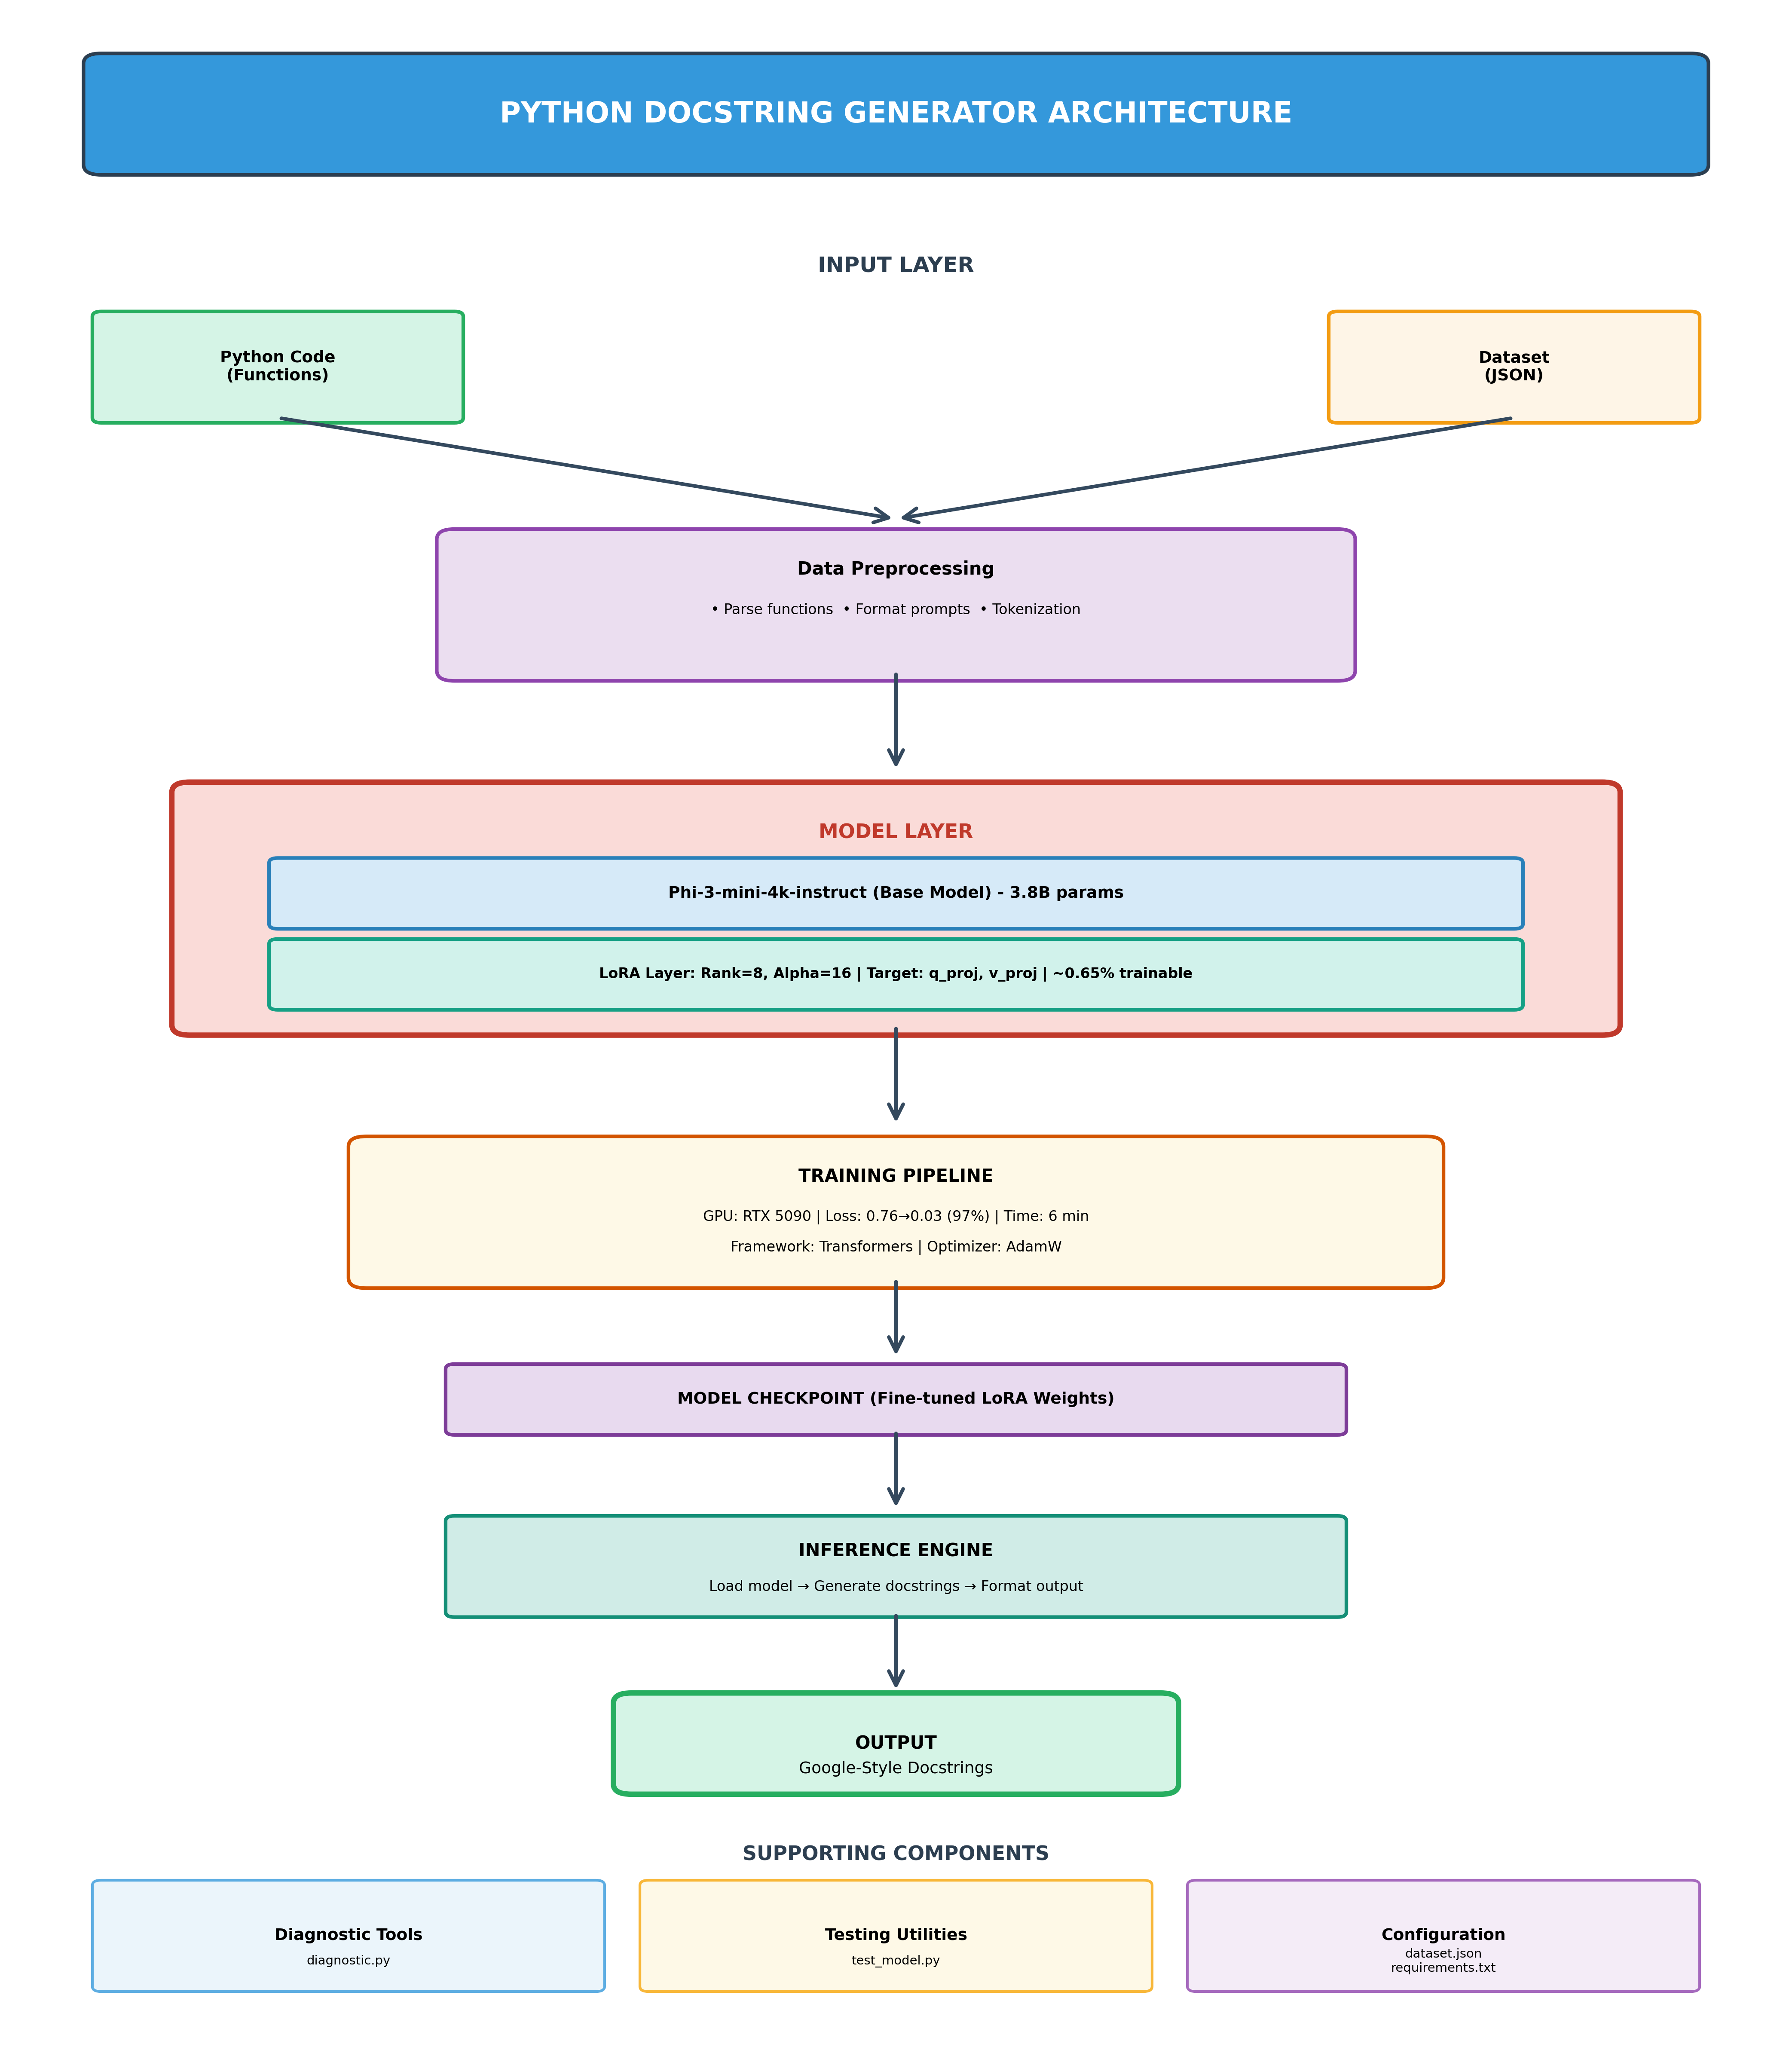 PYTHON DOCSTRING GENERATOR ARCHITECTURE
INPUT LAYER
Python Code
(Functions)
Dataset
(JSON)
Data Preprocessing
• Parse functions • Format prompts • Tokenization
MODEL LAYER
Phi-3-mini-4k-instruct (Base Model) - 3.8B params
LoRA Layer: Rank=8, Alpha=16 | Target: q_proj, v_proj | ~0.65% trainable
TRAINING PIPELINE
GPU: RTX 5090 | Loss: 0.76→0.03 (97%) | Time: 6 min
Framework: Transformers | Optimizer: AdamW
MODEL CHECKPOINT (Fine-tuned LoRA Weights)
INFERENCE ENGINE
Load model → Generate docstrings → Format output
OUTPUT
Google-Style Docstrings
SUPPORTING COMPONENTS
Diagnostic Tools
diagnostic.py
Testing Utilities
test_model.py
Configuration
dataset.json
requirements.txt